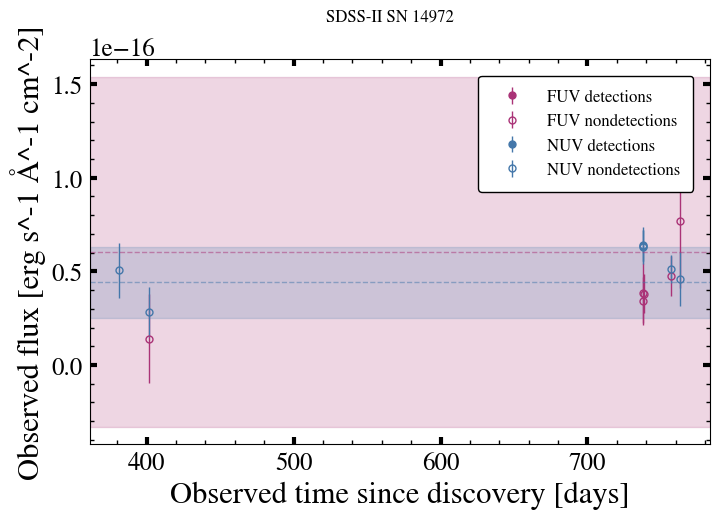 SDSS-II SN 14972
1e−16
1.5
1.0
0.5
0.0
Observed flux [erg s^-1 Å^-1 cm^-2]
FUV detections
FUV nondetections
NUV detections
NUV nondetections
400
500
600
700
Observed time since discovery [days]